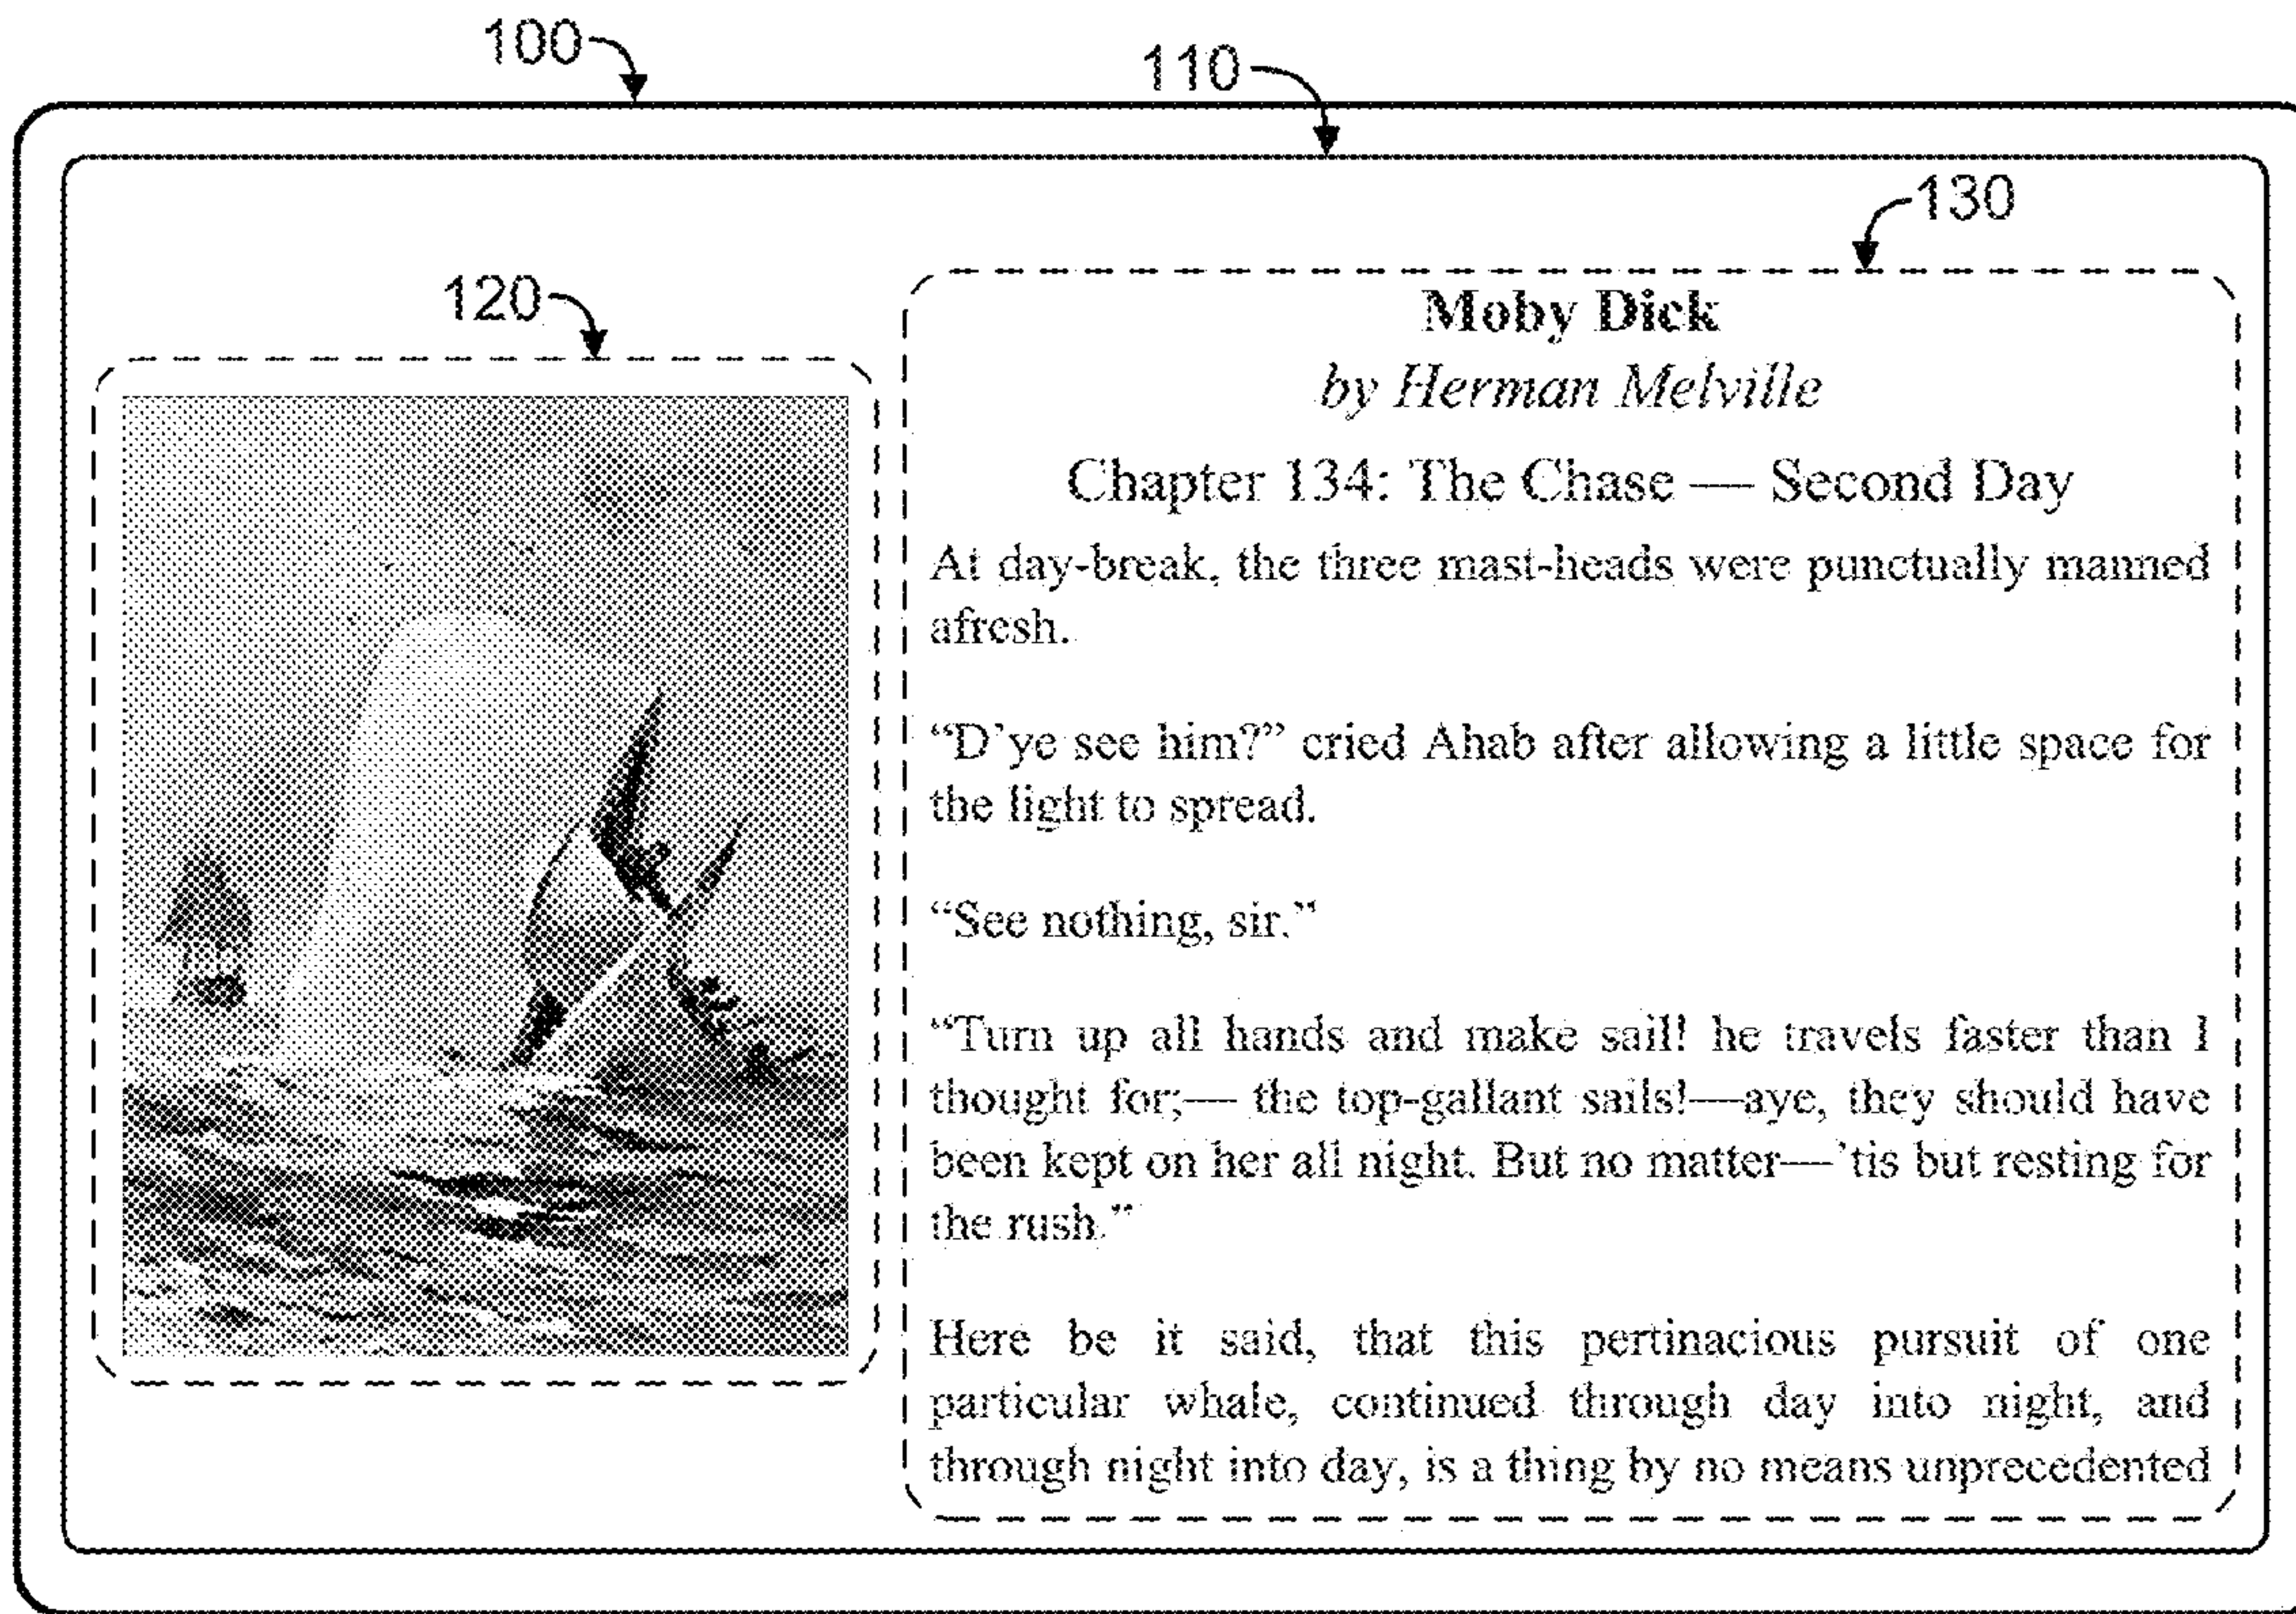 100
110
130
120
Moby Dick
by Herman Melville
Chapter 134: The Chase — Second Day
At day-break, the three mast-heads were punctually manned
afresh.
“D’ye see him?” cried Ahab after allowing a little space for
the light to spread.
“See nothing, sir.”
“Turn up all hands and make sail! he travels faster than I
thought for;— the top-gallant sails!—aye, they should have
been kept on her all night. But no matter—’tis but resting for
the rush.”
Here be it said, that this pertinacious pursuit of one
particular whale, continued through day into night, and
through night into day, is a thing by no means unprecedented